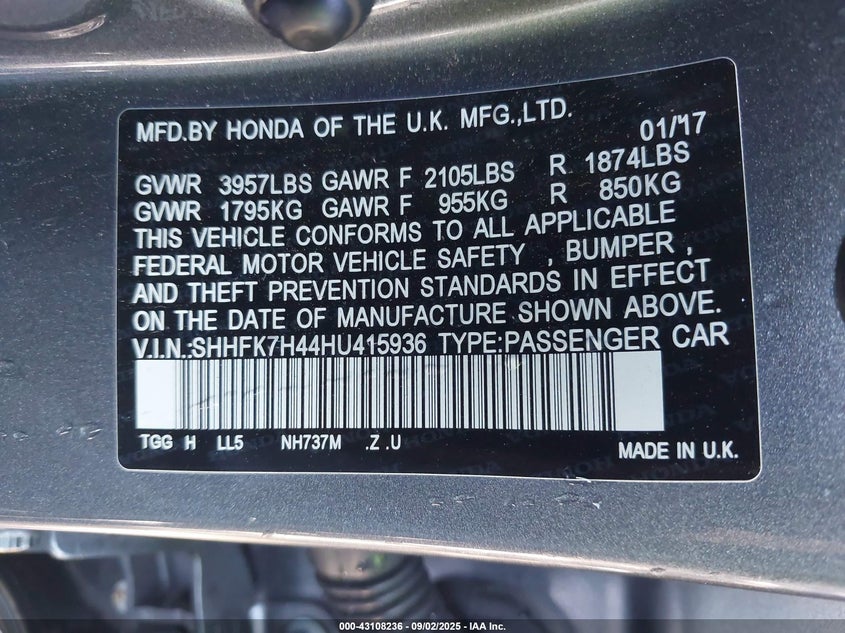 MFD.BY HONDA OF THE U.K. MFG.,LTD. 01/17
GVWR 3957LBS GAWR F 2105LBS R 1874LBS
GVWR 1795KG GAWR F 955KG R 850KG
THIS VEHICLE CONFORMS TO ALL APPLICABLE
FEDERAL MOTOR VEHICLE SAFETY , BUMPER ,
AND THEFT PREVENTION STANDARDS IN EFFECT
ON THE DATE OF MANUFACTURE SHOWN ABOVE.
V.I.N.:SHHFK7H44HU415936 TYPE:PASSENGER CAR
TGG H LL5 NH737M .Z .U MADE IN U.K.
000-43108236 - 09/02/2025 - IAA Inc.